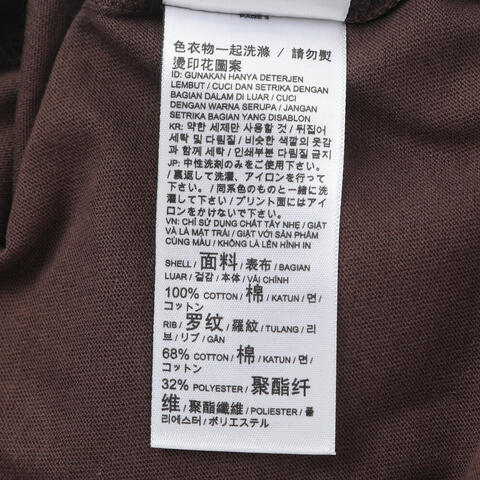 PAGE 3
色衣物一起洗滌 / 請勿熨
燙印花圖案
ID: GUNAKAN HANYA DETERJEN
LEMBUT / CUCI DAN SETRIKA DENGAN
BAGIAN DALAM DI LUAR / CUCI
DENGAN WARNA SERUPA / JANGAN
SETRIKA BAGIAN YANG DISABLON
KR: 약한 세제만 사용할 것 / 뒤집어
세탁 및 다림질 / 비슷한 색깔의 옷감
과 함께 세탁 / 인쇄부분 다림질 금지
JP: 中性洗剤のみをご使用下さい。
/ 裏返して洗濯、アイロンを行って
下さい。 / 同系色のものと一緒に洗
濯して下さい / プリント面にはアイ
ロンをかけないで下さい。
VN: CHỈ SỬ DỤNG CHẤT TẨY NHẸ / GIẶT
VÀ LÀ MẶT TRÁI / GIẶT VỚI SẢN PHẨM
CÙNG MÀU / KHÔNG LÀ LÊN HÌNH IN
SHELL / 面料 / 表布 / BAGIAN
LUAR / 겉감 / 本体 / VẢI CHÍNH
100% COTTON / 棉 / KATUN / 면 /
コットン
RIB / 罗纹 / 羅紋 / TULANG / 리
브 / リブ / GÂN
68% COTTON / 棉 / KATUN / 면 /
コットン
32% POLYESTER / 聚酯纤
维 / 聚酯纖維 / POLIESTER / 폴
리에스터 / ポリエステル